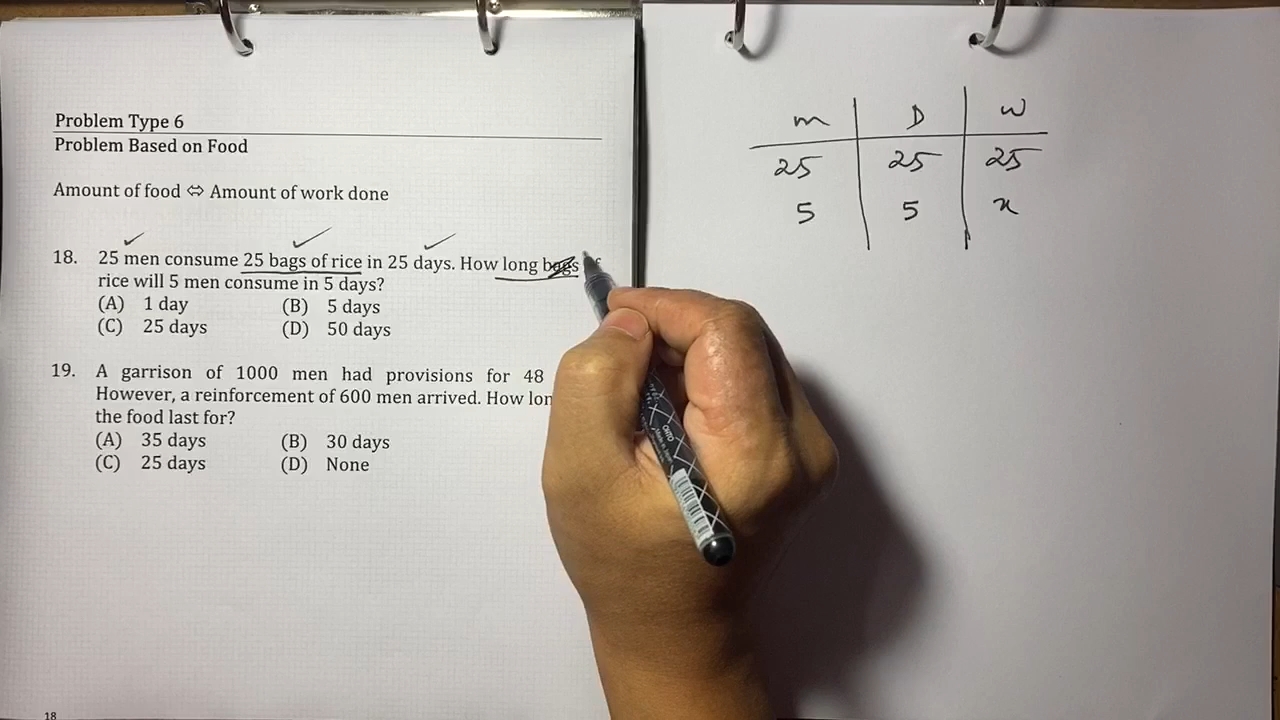 Problem Type 6
Problem Based on Food
Amount of food ⇔ Amount of work done
18. 25 men consume 25 bags of rice in 25 days. How long bags
rice will 5 men consume in 5 days?
(A) 1 day (B) 5 days
(C) 25 days (D) 50 days
19. A garrison of 1000 men had provisions for 48
However, a reinforcement of 600 men arrived. How
the food last for?
(A) 35 days (B) 30 days
(C) 25 days (D) None
18
m D W
25 25 25
5 5 x
OHTO